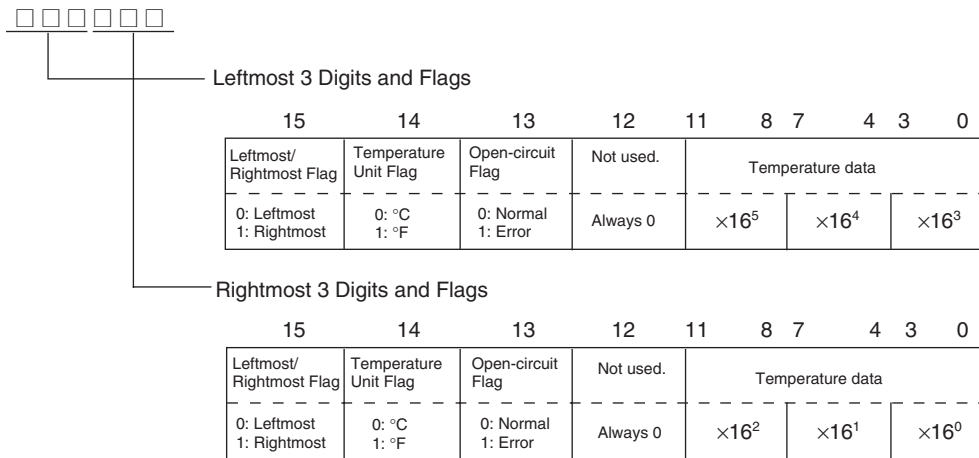 □□□□□□
Leftmost 3 Digits and Flags
15 14 13 12 11 8 7 4 3 0
Leftmost/ Rightmost Flag Temperature Unit Flag Open-circuit Flag Not used. Temperature data
0: Leftmost 1: Rightmost 0: °C 1: °F 0: Normal 1: Error Always 0 ×16⁵ ×16⁴ ×16³
Rightmost 3 Digits and Flags
15 14 13 12 11 8 7 4 3 0
Leftmost/ Rightmost Flag Temperature Unit Flag Open-circuit Flag Not used. Temperature data
0: Leftmost 1: Rightmost 0: °C 1: °F 0: Normal 1: Error Always 0 ×16² ×16¹ ×16⁰